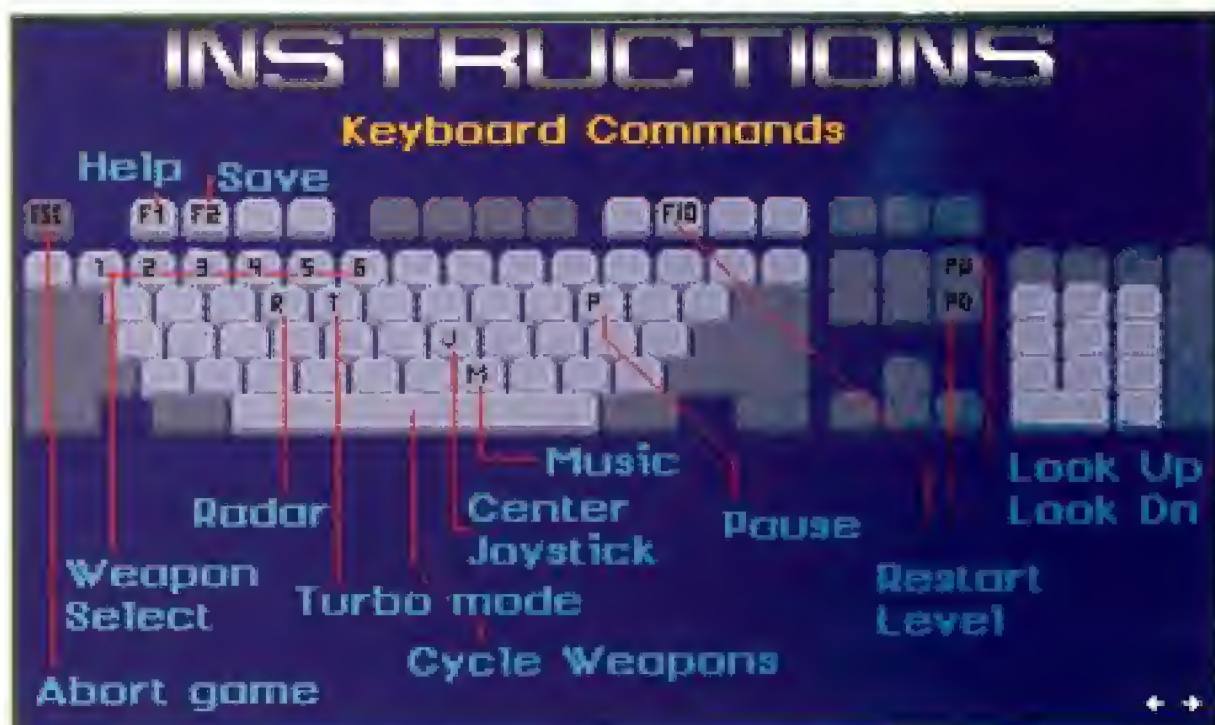 INSTRUCTIONS
Keyboard Commands
Help Save
ESC F1 F2 F10
1 2 3 4 5 6 PU
R T P PD
J
M
Music
Look Up
Radar Center Pause Look Dn
Joystick
Weapon Restart
Select Turbo mode Level
Cycle Weapons
Abort game